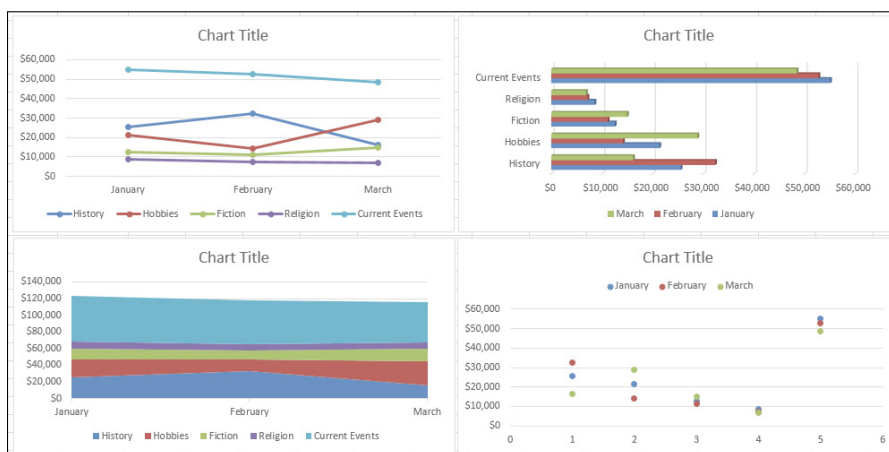 Chart Title
$60,000
$50,000
$40,000
$30,000
$20,000
$10,000
$0
January February March
History Hobbies Fiction Religion Current Events
Chart Title
Current Events
Religion
Fiction
Hobbies
History
$0 $10,000 $20,000 $30,000 $40,000 $50,000 $60,000
March February January
Chart Title
$140,000
$120,000
$100,000
$80,000
$60,000
$40,000
$20,000
$0
January February March
History Hobbies Fiction Religion Current Events
Chart Title
January February March
$60,000
$50,000
$40,000
$30,000
$20,000
$10,000
$0
0 1 2 3 4 5 6